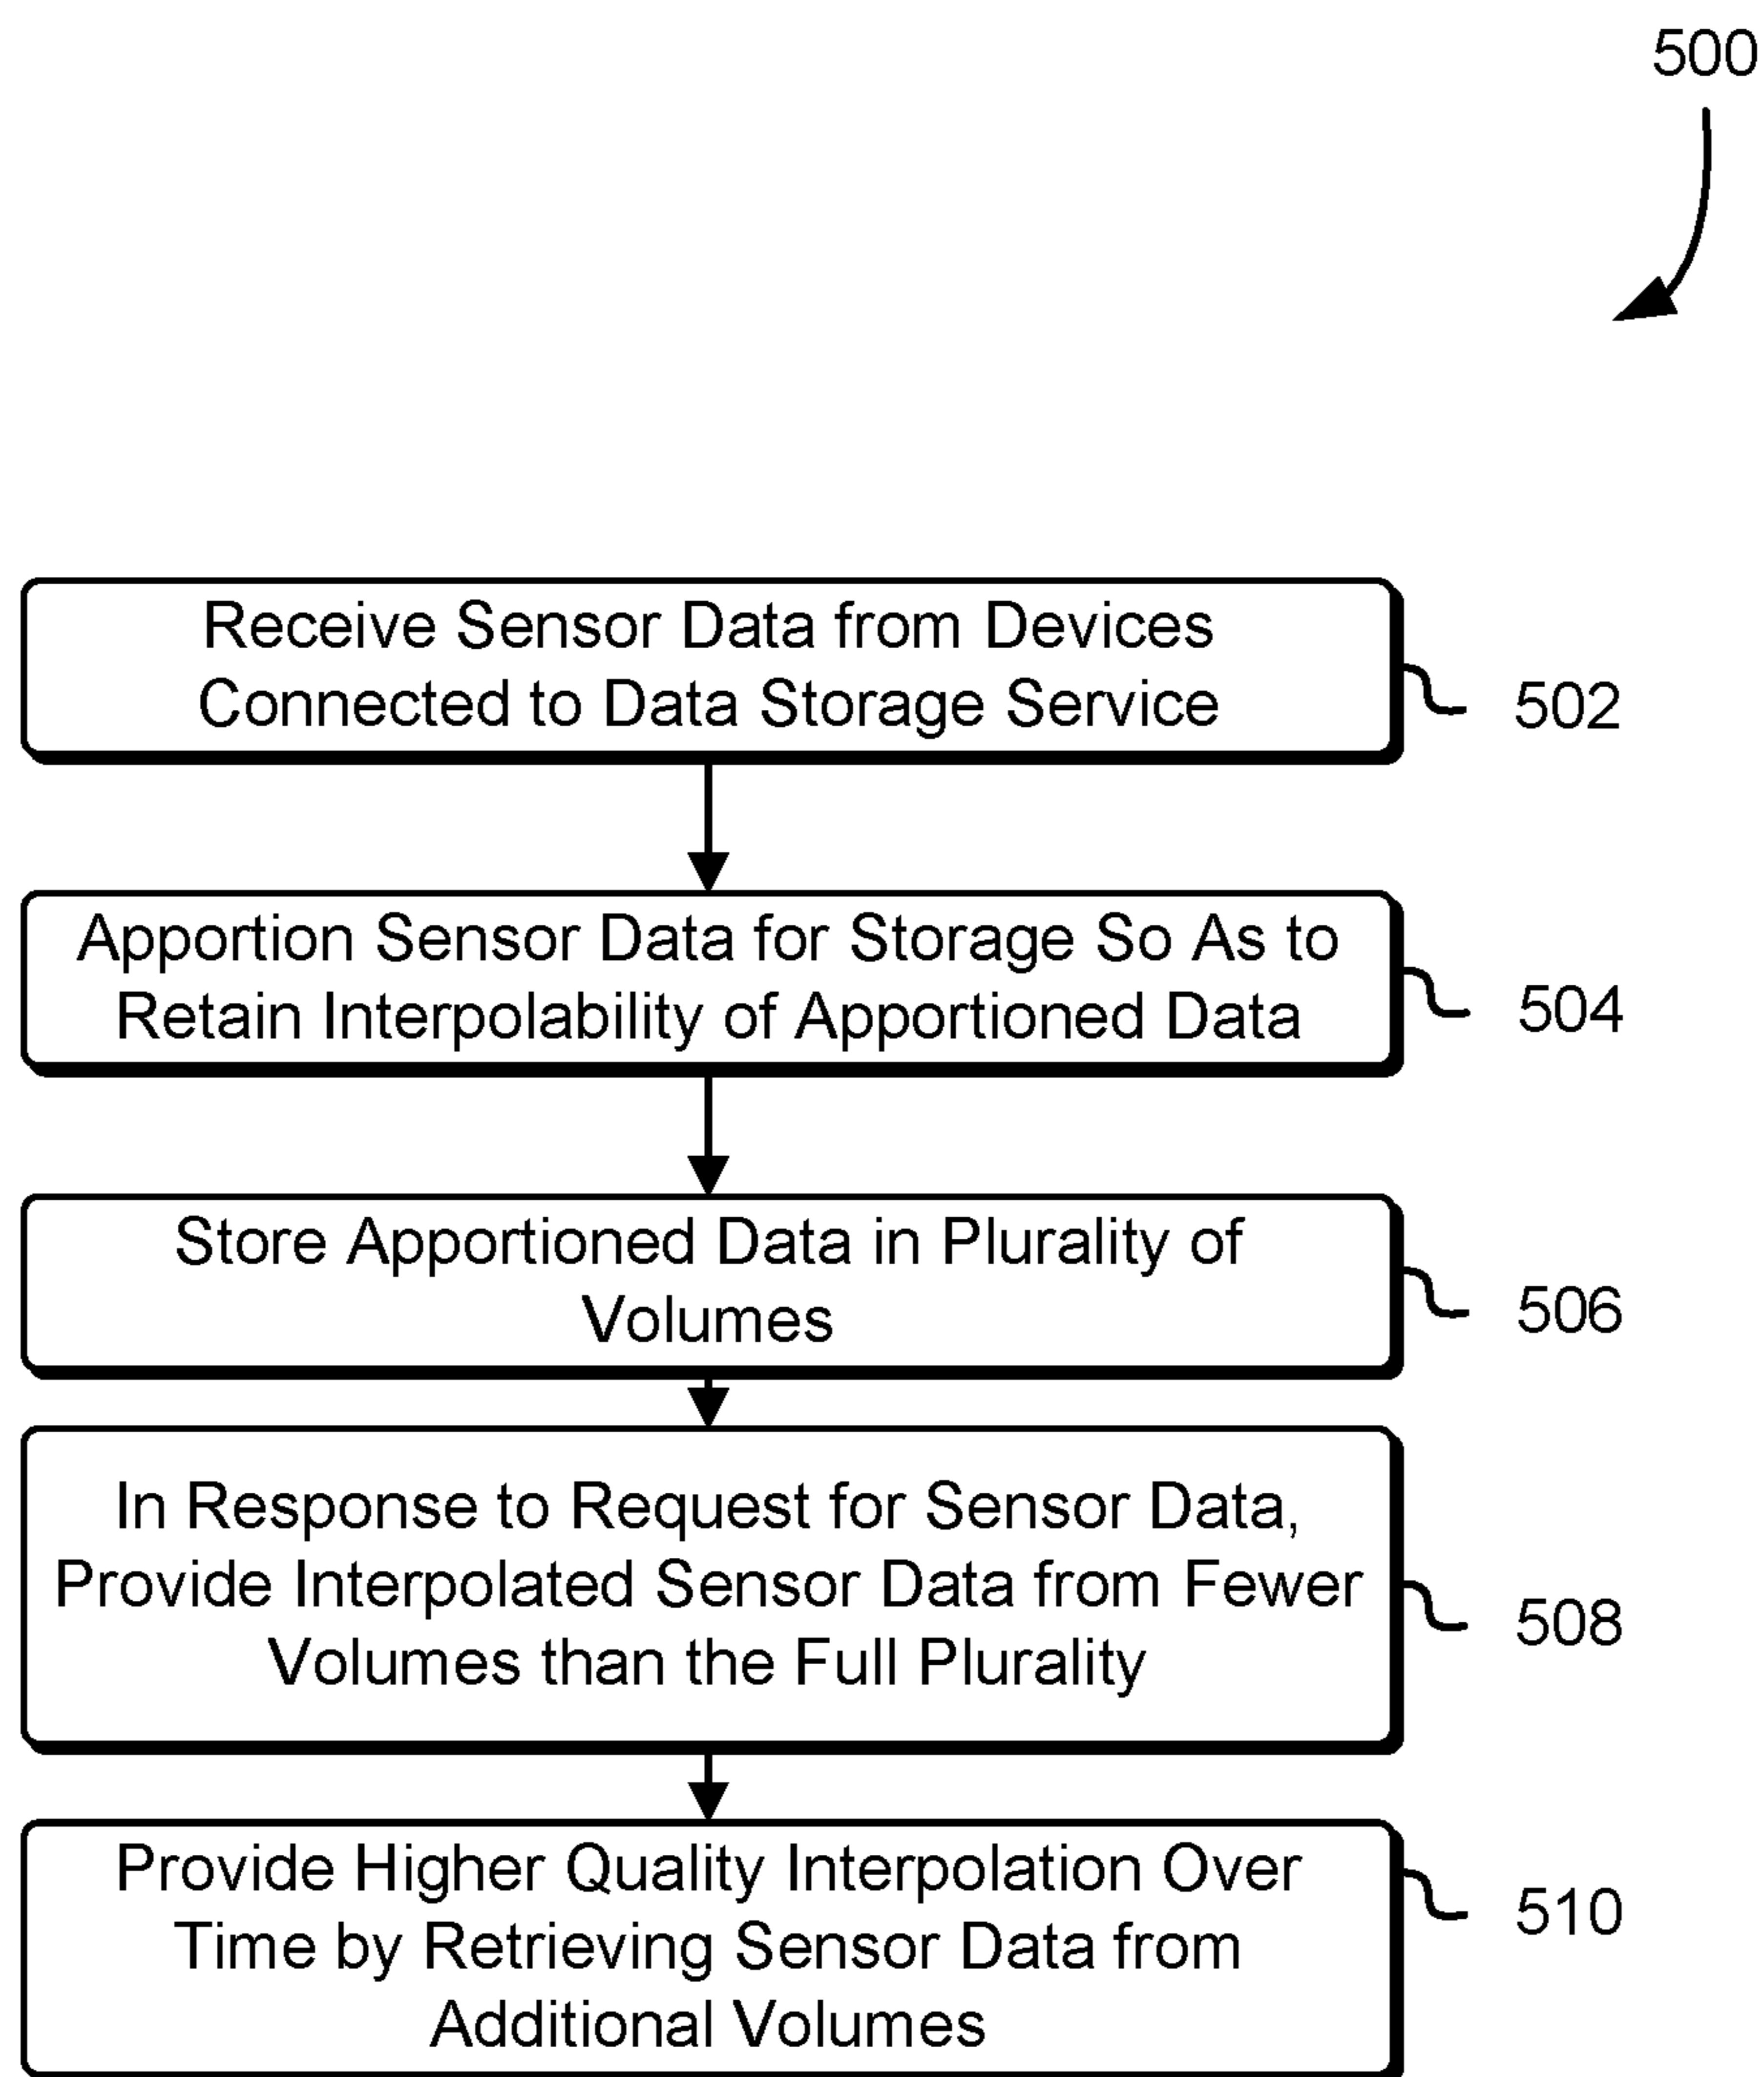 500
Receive Sensor Data from Devices
Connected to Data Storage Service
502
Apportion Sensor Data for Storage So As to
Retain Interpolability of Apportioned Data
504
Store Apportioned Data in Plurality of
Volumes
506
In Response to Request for Sensor Data,
Provide Interpolated Sensor Data from Fewer
Volumes than the Full Plurality
508
Provide Higher Quality Interpolation Over
Time by Retrieving Sensor Data from
Additional Volumes
510